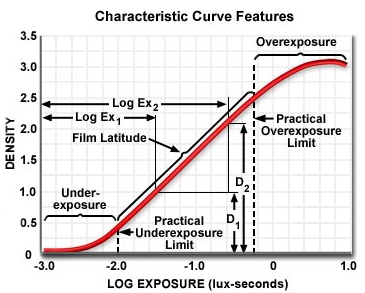 Characteristic Curve Features
3.5
3.0
2.5
2.0
1.5
1.0
0.5
0
DENSITY
Overexposure
Log Ex2
Log Ex1
Film Latitude
Practical
Overexposure
Limit
Under-
exposure
Practical
Underexposure
Limit
D2
D1
-3.0
-2.0
-1.0
0
1.0
LOG EXPOSURE (lux-seconds)